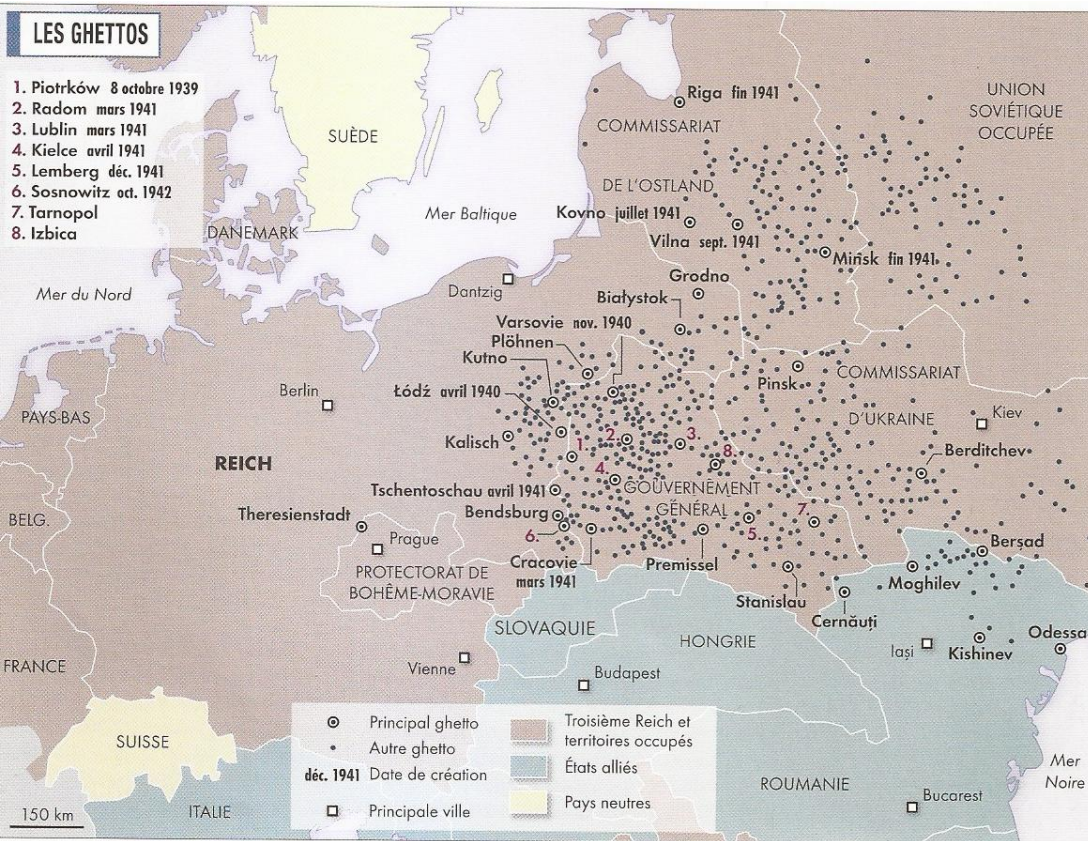 LES GHETTOS
1. Piotrków 8 octobre 1939
2. Radom mars 1941
3. Lublin mars 1941
4. Kielce avril 1941
5. Lemberg déc. 1941
6. Sosnowitz oct. 1942
7. Tarnopol
8. Izbica
SUÈDE
Riga fin 1941
COMMISSARIAT
DE L'OSTLAND
UNION
SOVIÉTIQUE
OCCUPÉE
Kovno juillet 1941
Vilna sept. 1941
Minsk fin 1941
Mer Baltique
DANEMARK
Mer du Nord
Dantzig
Grodno
Białystok
Varsovie nov. 1940
Plöhnen
Kutno
Łódź avril 1940
Berlin
PAYS-BAS
Pinsk
COMMISSARIAT
D'UKRAINE
Kiev
Berditchev
Kalisch
REICH
1.
2.
3.
4.
8.
GOUVERNEMENT
GÉNÉRAL
Tschentoschau avril 1941
Bendsburg
6.
5.
7.
BELG.
Theresienstadt
Prague
PROTECTORAT DE
BOHÊME-MORAVIE
Cracovie
mars 1941
Premissel
Stanislau
Cernăuți
Moghilev
Berșad
SLOVAQUIE
HONGRIE
Iași
Kishinev
Odessa
FRANCE
Vienne
Budapest
SUISSE
ITALIE
ROUMANIE
Bucarest
Mer
Noire
Principal ghetto
Autre ghetto
déc. 1941 Date de création
Principale ville
Troisième Reich et
territoires occupés
États alliés
Pays neutres
150 km